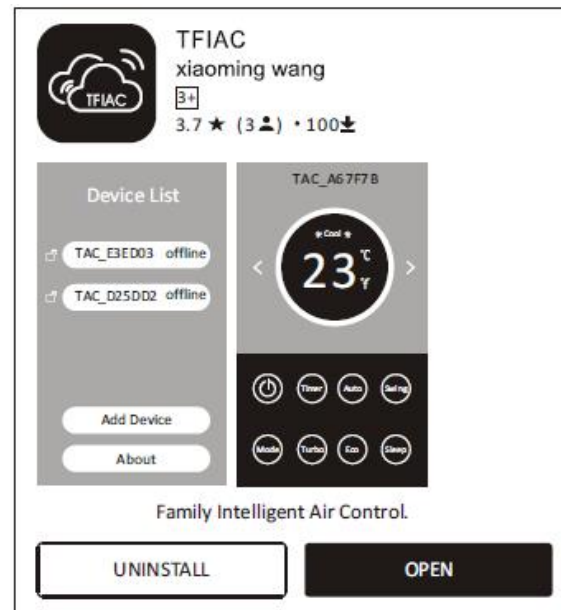 TFIAC
TFIAC
xiaoming wang
3+
3.7 ★ (3) • 100
Device List
TAC_E3ED03 offline
TAC_D25DD2 offline
Add Device
About
TAC_A67F7B
Cool
23 °C °F
< >
Timer Auto Swing
Mode Turbo Eco Sleep
Family Intelligent Air Control.
UNINSTALL OPEN